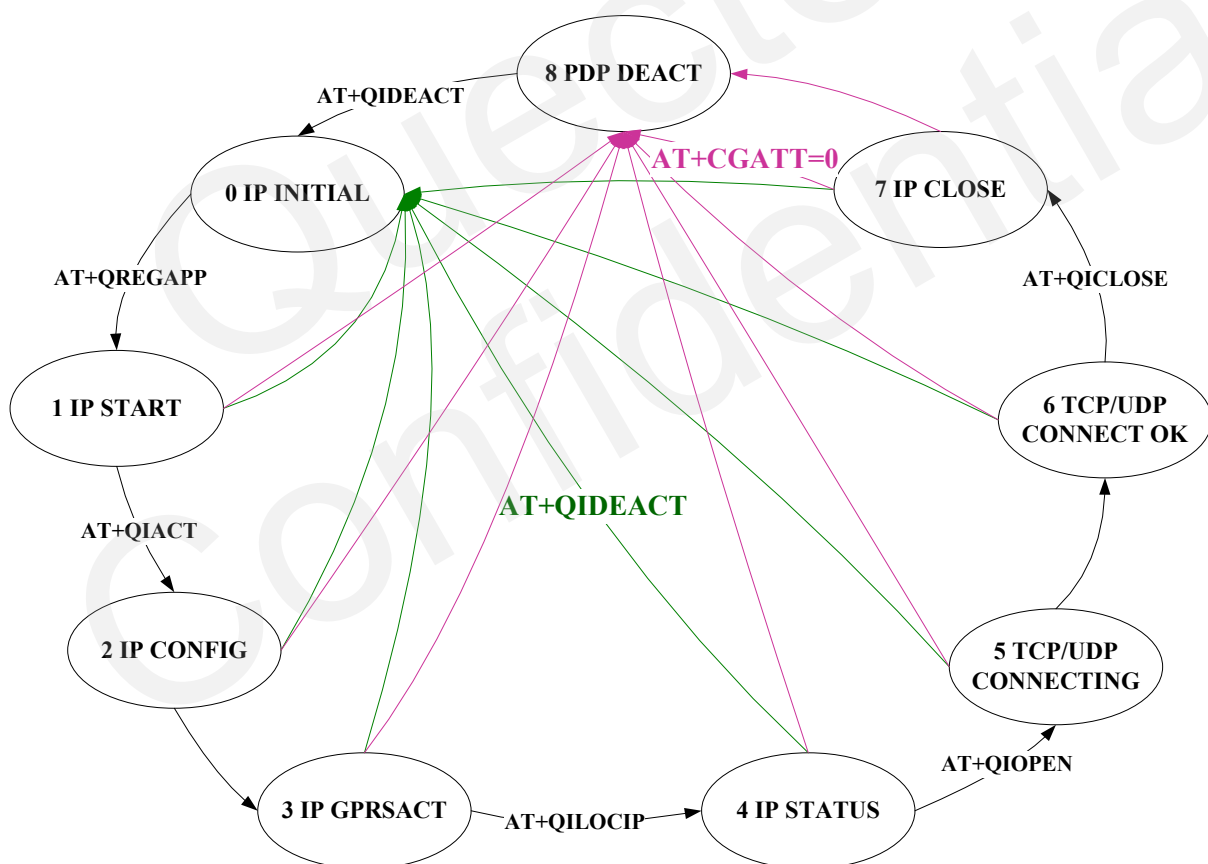 8 PDP DEACT
AT+QIDEACT
0 IP INITIAL
AT+CGATT=0
7 IP CLOSE
AT+QREGAPP
AT+QICLOSE
1 IP START
6 TCP/UDP
CONNECT OK
AT+QIDEACT
AT+QIACT
2 IP CONFIG
5 TCP/UDP
CONNECTING
AT+QIOPEN
3 IP GPRSACT
AT+QILOCIP
4 IP STATUS
Confidential